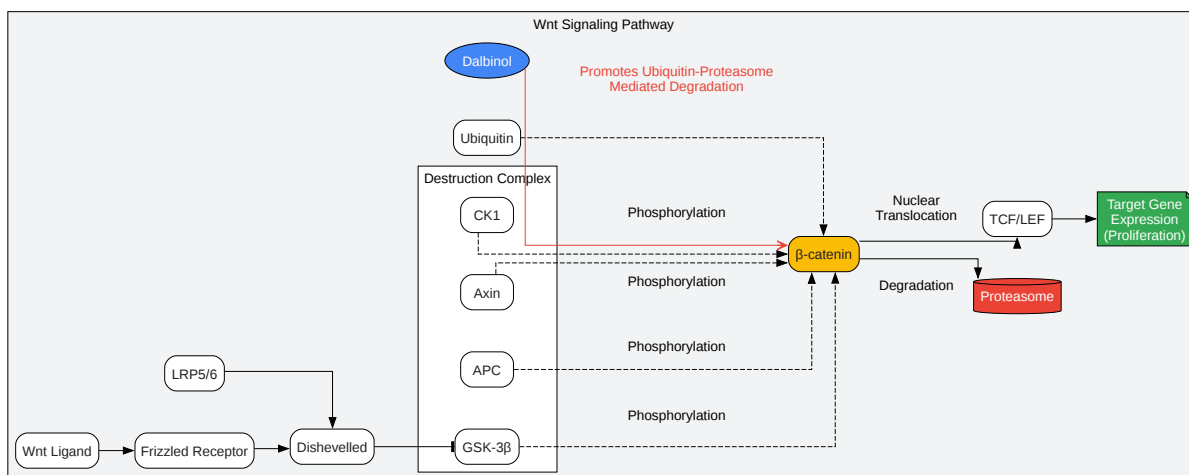 Wnt Signaling Pathway
Dalbinol
Promotes Ubiquitin-Proteasome
Mediated Degradation
Ubiquitin
Destruction Complex
CK1
Phosphorylation
Nuclear
Translocation
TCF/LEF
Target Gene
Expression
(Proliferation)
β-catenin
Axin
Phosphorylation
Degradation
Proteasome
Phosphorylation
APC
LRP5/6
Phosphorylation
Wnt Ligand
Frizzled Receptor
Dishevelled
GSK-3β